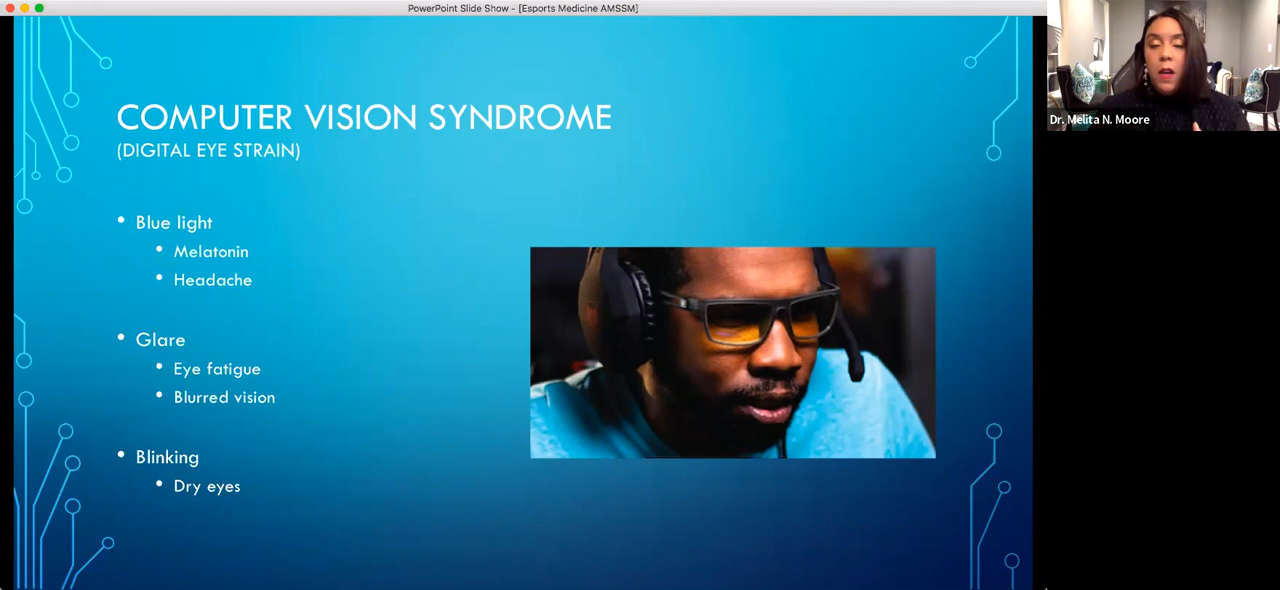 PowerPoint Slide Show - [Esports Medicine AMSSM]
COMPUTER VISION SYNDROME
(DIGITAL EYE STRAIN)
• Blue light
• Melatonin
• Headache
• Glare
• Eye fatigue
• Blurred vision
• Blinking
• Dry eyes
Dr. Melita N. Moore